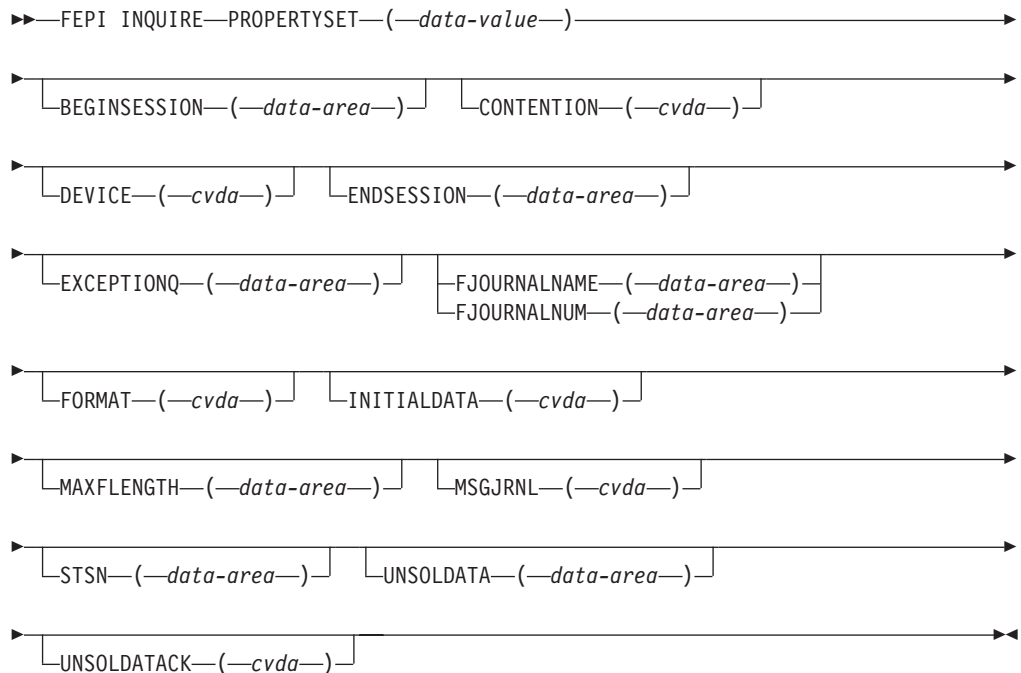 FEPI INQUIRE PROPERTYSET ( data-value )
BEGINSESSION ( data-area ) CONTENTION ( cvda )
DEVICE ( cvda ) ENDSESSION ( data-area )
EXCEPTIONQ ( data-area ) FJOURNALNAME ( data-area )
FJOURNALNUM ( data-area )
FORMAT ( cvda ) INITIALDATA ( cvda )
MAXFLENGTH ( data-area ) MSGJRNL ( cvda )
STSN ( data-area ) UNSOLDATA ( data-area )
UNSOLDATACK ( cvda )